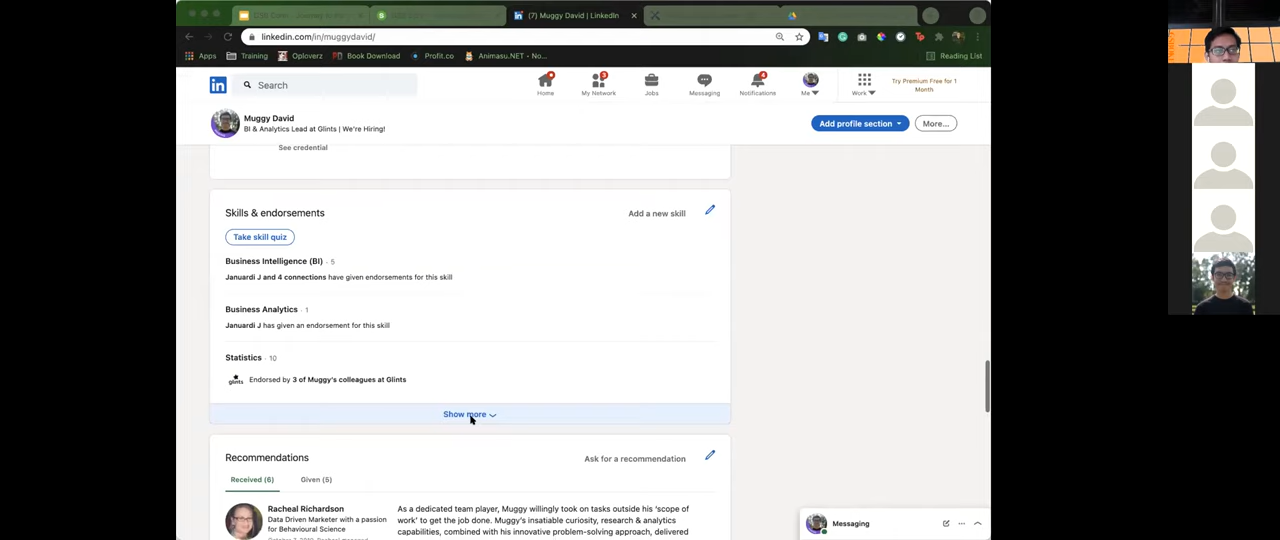 (7) Muggy David | LinkedIn
linkedin.com/in/muggydavid/
Apps Training Oploverz Book Download Profit.co Animasu.NET - No... Reading List
in Search
Home My Network Jobs Messaging Notifications Me Work Try Premium Free for 1 Month
3 4
Muggy David
BI & Analytics Lead at Glints | We're Hiring!
Add profile section More...
See credential
Skills & endorsements Add a new skill
Take skill quiz
Business Intelligence (BI) · 5
Januardi J and 4 connections have given endorsements for this skill
Business Analytics · 1
Januardi J has given an endorsement for this skill
Statistics · 10
glints Endorsed by 3 of Muggy's colleagues at Glints
Show more
Recommendations Ask for a recommendation
Received (6) Given (5)
Racheal Richardson
Data Driven Marketer with a passion
for Behavioural Science
As a dedicated team player, Muggy willingly took on tasks outside his 'scope of
work' to get the job done. Muggy's insatiable curiosity, research & analytics
capabilities, combined with his innovative problem-solving approach, delivered
Messaging